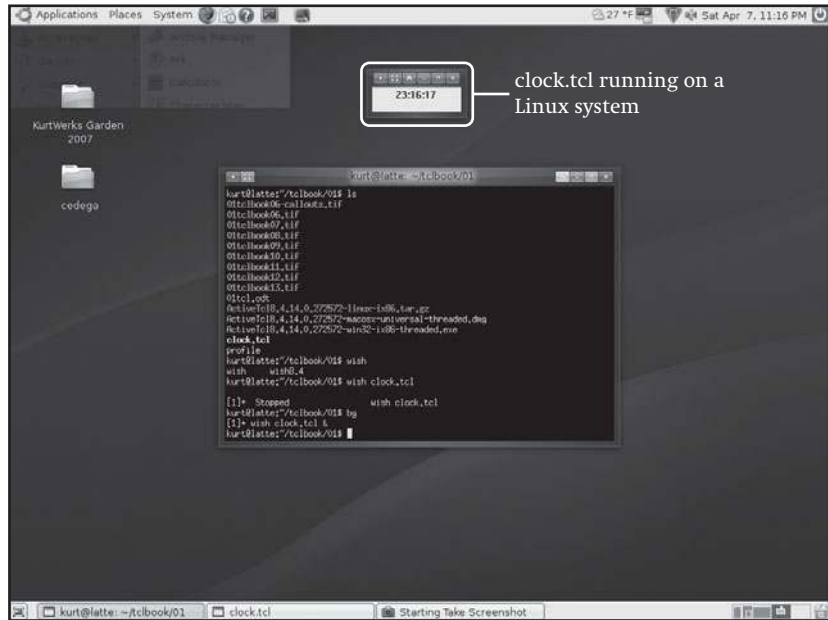 Applications Places System
27 °F
Sat Apr 7, 11:16 PM
23:16:17
clock.tcl running on a
Linux system
KurtWerks Garden
2007
cedega
kurt@latte: ~/tclbook/01
kurt@latte:~/tclbook/01$ ls
01tclbook06-callouts.tif
01tclbook06.tif
01tclbook07.tif
01tclbook08.tif
01tclbook09.tif
01tclbook10.tif
01tclbook11.tif
01tclbook12.tif
01tclbook13.tif
01tcl.odt
ActiveTcl8.4.14.0.272572-linux-ix86.tar.gz
ActiveTcl8.4.14.0.272572-macosx-universal-threaded.dmg
ActiveTcl8.4.14.0.272572-win32-ix86-threaded.exe
clock.tcl
profile
kurt@latte:~/tclbook/01$ wish
wish wish8.4
kurt@latte:~/tclbook/01$ wish clock.tcl
[1]+ Stopped wish clock.tcl
kurt@latte:~/tclbook/01$ bg
[1]+ wish clock.tcl &
kurt@latte:~/tclbook/01$
kurt@latte: ~/tclbook/01
clock.tcl
Starting Take Screenshot